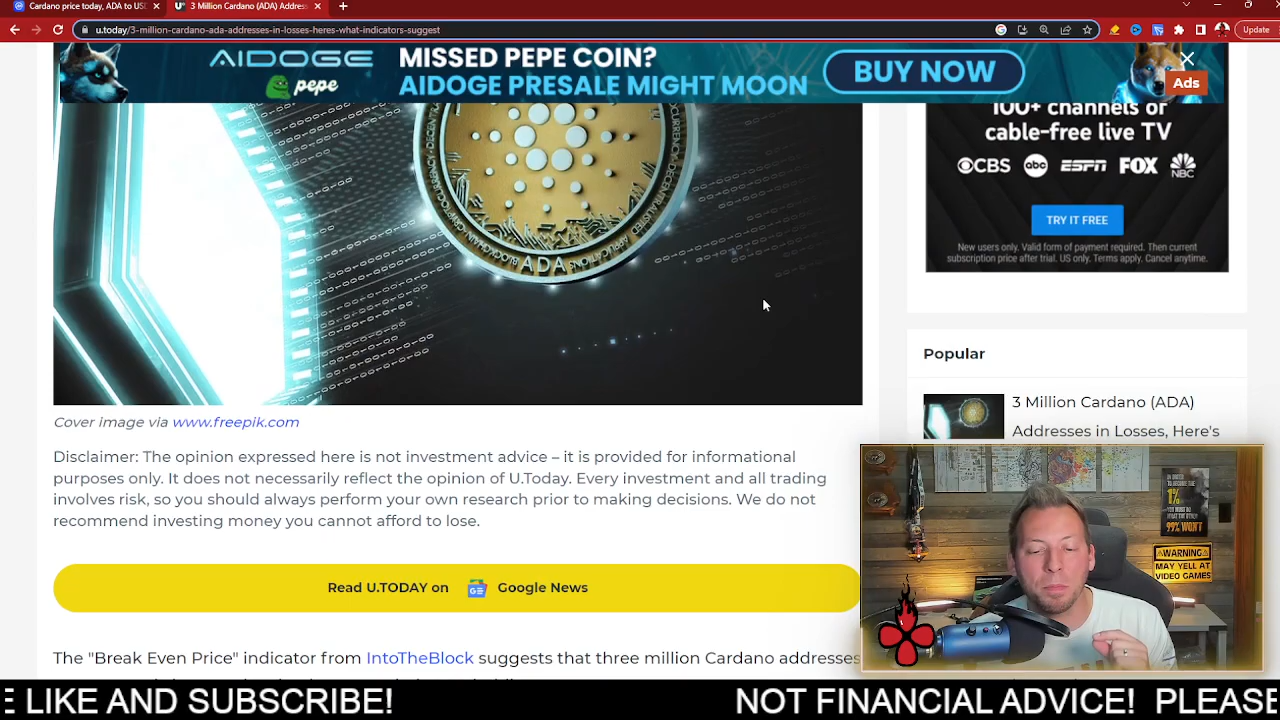 Cardano price today, ADA to USD
3 Million Cardano (ADA) Address
u.today/3-million-cardano-ada-addresses-in-losses-heres-what-indicators-suggest
Update
AIDOGE
pepe
MISSED PEPE COIN?
AIDOGE PRESALE MIGHT MOON
BUY NOW
Ads
100+ channels of
cable-free live TV
CBS abc ESPN FOX NBC
TRY IT FREE
New users only. Valid form of payment required. Then current
subscription price after trial. US only. Terms apply. Cancel anytime.
ADA
BLOCKCHAIN
APPLICATIONS
Cover image via www.freepik.com
Disclaimer: The opinion expressed here is not investment advice – it is provided for informational
purposes only. It does not necessarily reflect the opinion of U.Today. Every investment and all trading
involves risk, so you should always perform your own research prior to making decisions. We do not
recommend investing money you cannot afford to lose.
Popular
3 Million Cardano (ADA)
Addresses in Losses, Here's
Read U.TODAY on Google News
The "Break Even Price" indicator from IntoTheBlock suggests that three million Cardano addresses
1%
99% WON'T
WARNING
MAY YELL AT
VIDEO GAMES
E LIKE AND SUBSCRIBE!
NOT FINANCIAL ADVICE! PLEASE